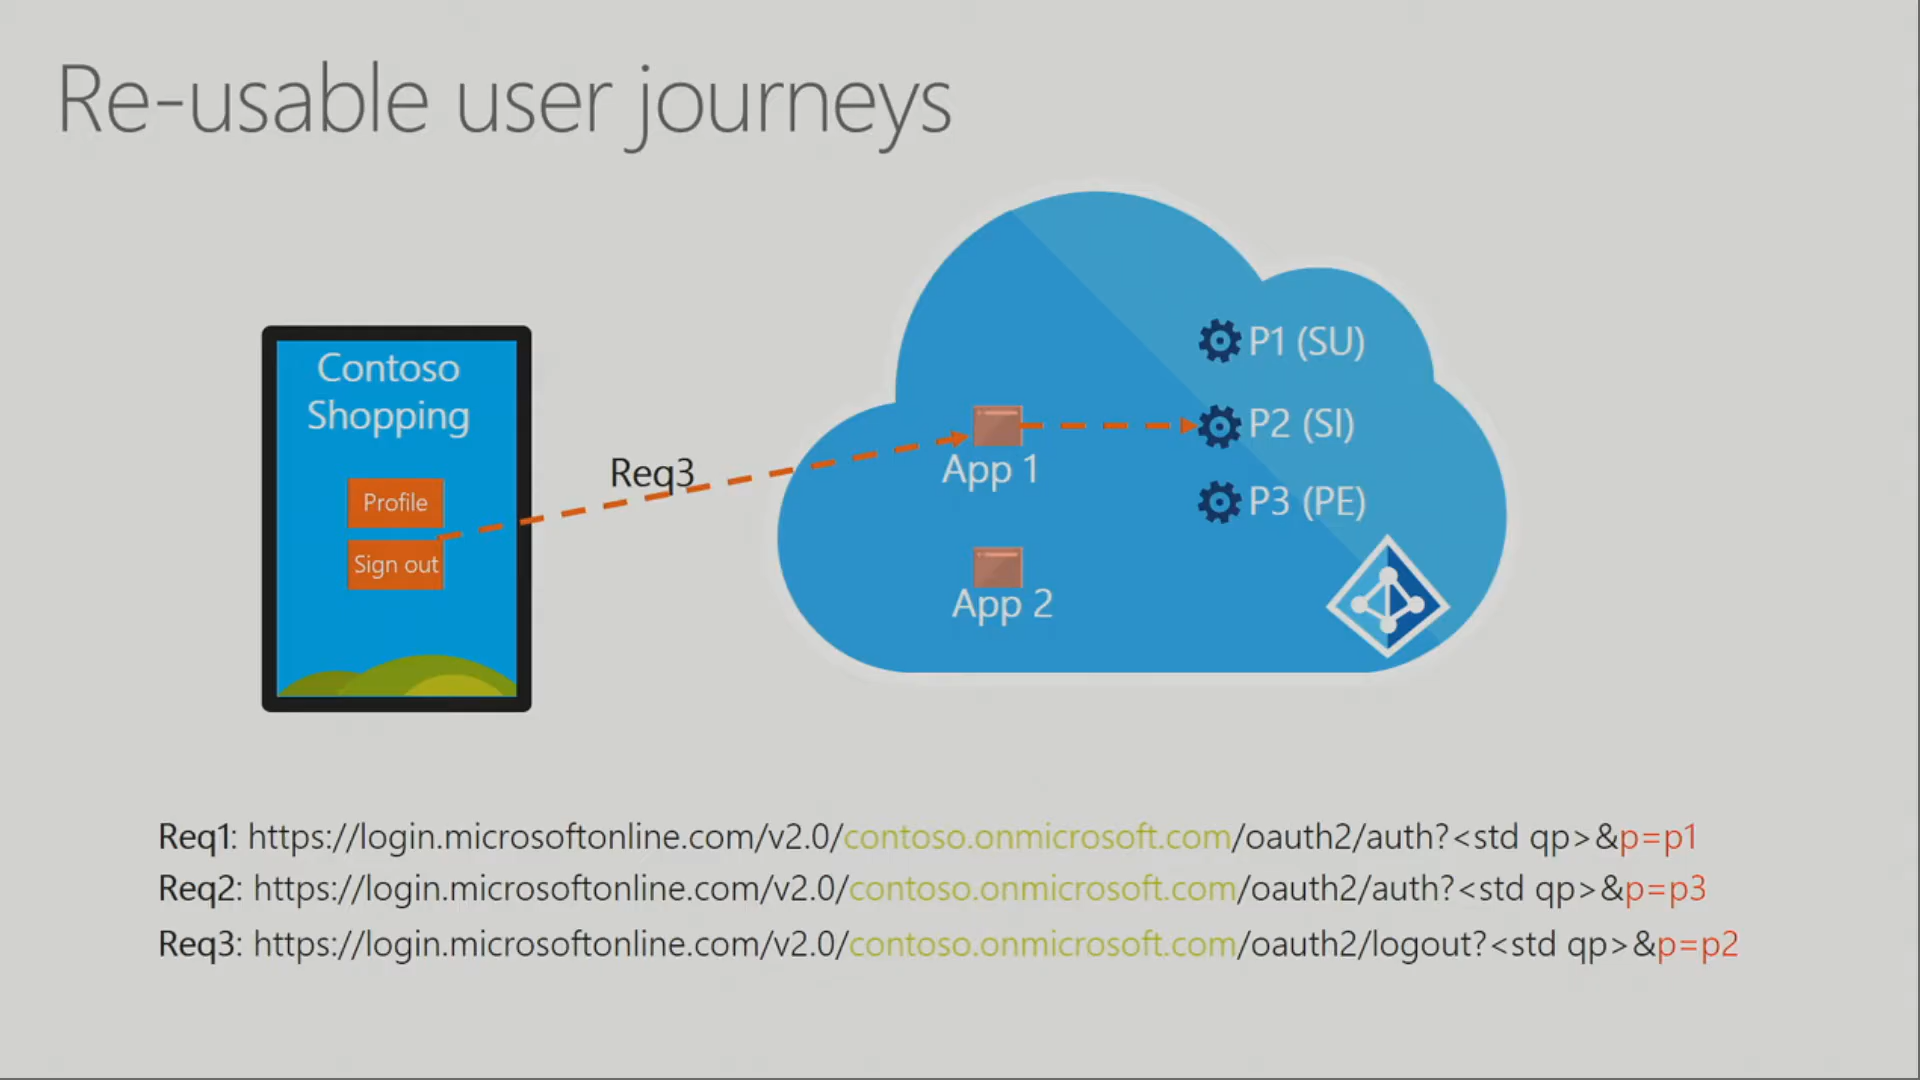 Re-usable user journeys
Contoso
Shopping
Profile
Sign out
Req3
App 1
App 2
P1 (SU)
P2 (SI)
P3 (PE)
Req1: https://login.microsoftonline.com/v2.0/contoso.onmicrosoft.com/oauth2/auth?<std qp>&p=p1
Req2: https://login.microsoftonline.com/v2.0/contoso.onmicrosoft.com/oauth2/auth?<std qp>&p=p3
Req3: https://login.microsoftonline.com/v2.0/contoso.onmicrosoft.com/oauth2/logout?<std qp>&p=p2